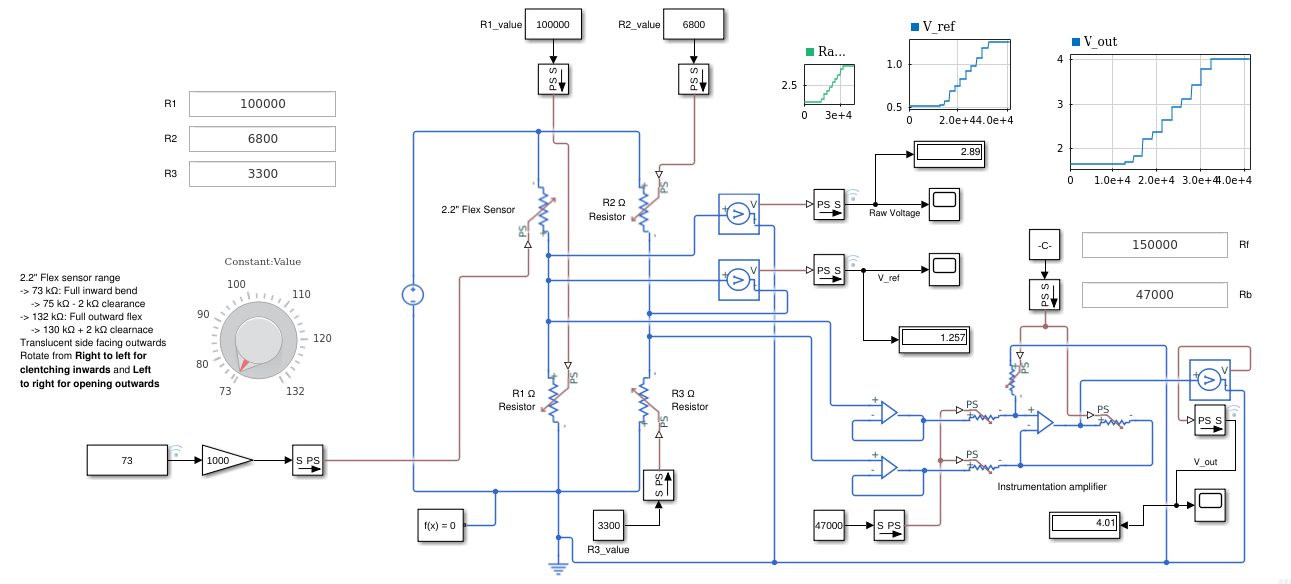 R1_value
100000
R2_value
6800
PS S
PS S
Ra...
2.5
0
3e+4
V_ref
1.0
0.5
0
2.0e+4
4.0e+4
V_out
4
3
2
0
1.0e+4
2.0e+4
3.0e+4
4.0e+4
R1
100000
R2
6800
R3
3300
2.89
PS
PS
2.2" Flex Sensor
R2 Ω
Resistor
V
PS S
Raw Voltage
PS
-C-
150000
Rf
Constant:Value
2.2" Flex sensor range
-> 73 kΩ: Full inward bend
-> 75 kΩ - 2 kΩ clearance
-> 132 kΩ: Full outward flex
-> 130 kΩ + 2 kΩ clearnace
Translucent side facing outwards
Rotate from Right to left for
clentching inwards and Left
to right for opening outwards
73
80
90
100
110
120
132
V
PS S
V_ref
PS S
47000
Rb
1.257
R1 Ω
Resistor
PS
R3 Ω
Resistor
PS
PS
V
PS
PS
PS S
PS
73
1000
S PS
S PS
V_out
Instrumentation amplifier
f(x) = 0
3300
R3_value
47000
S PS
4.01